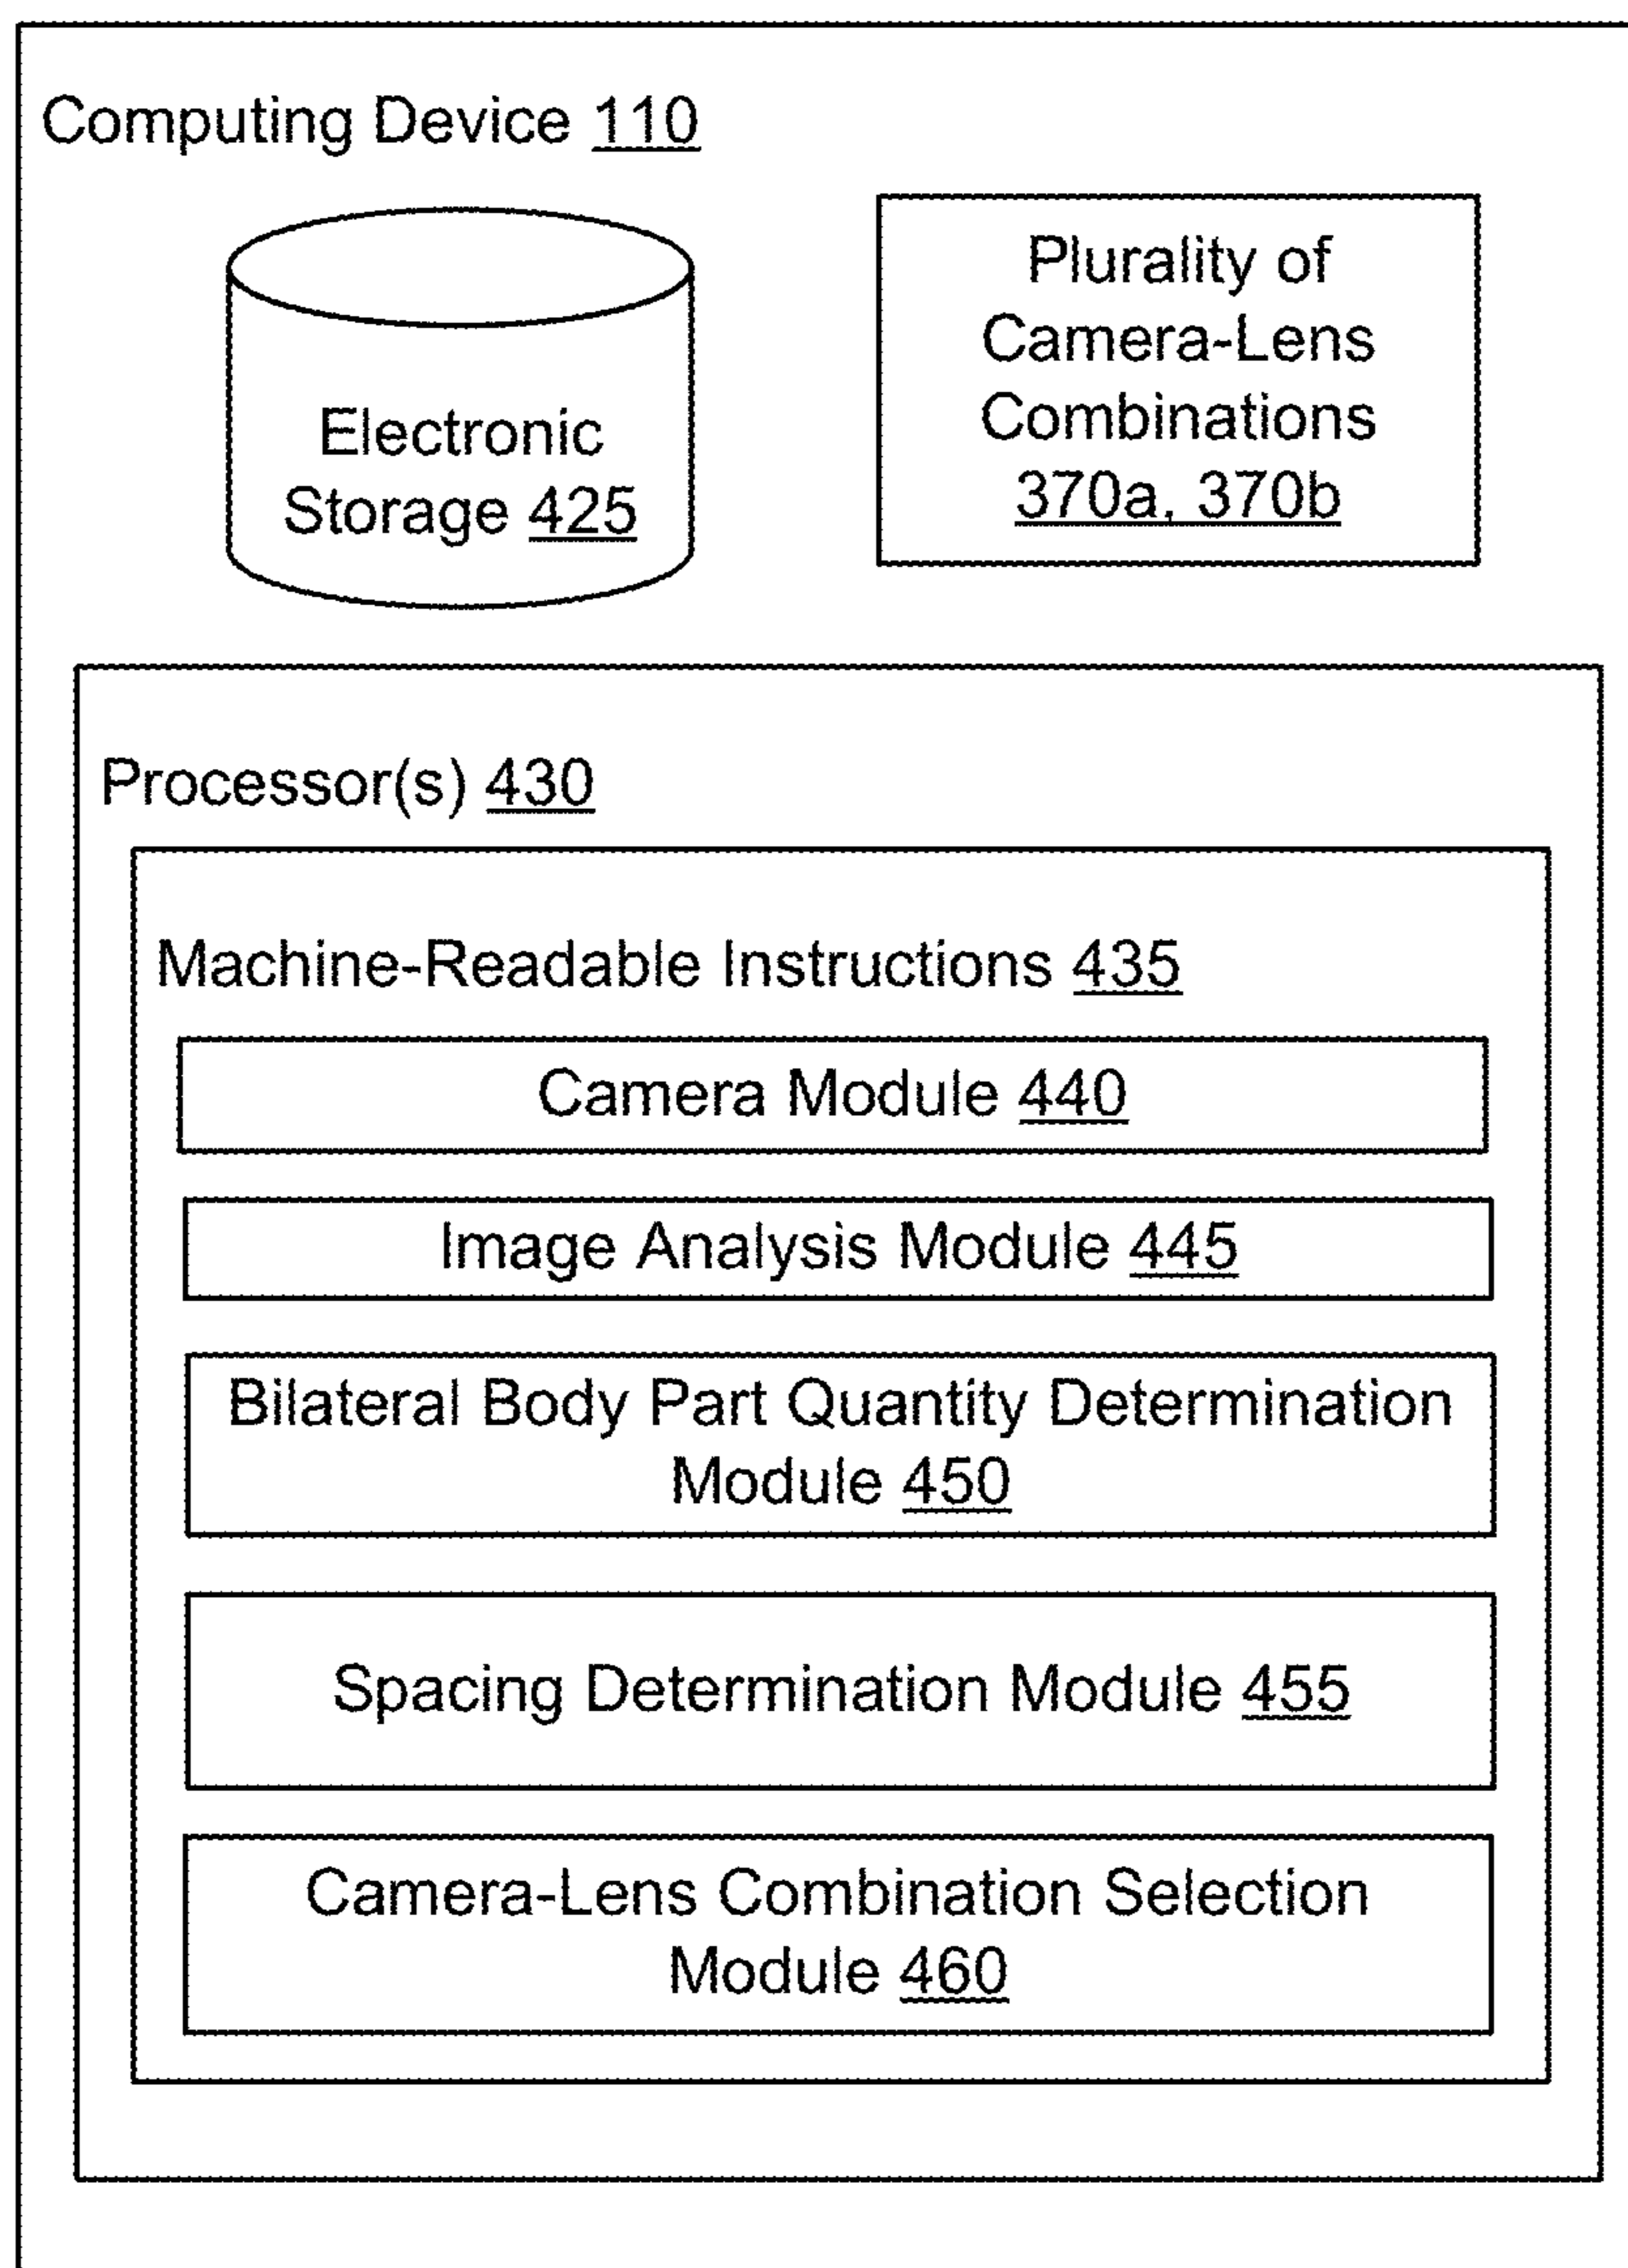 Computing Device 110
Electronic
Storage 425
Plurality of
Camera-Lens
Combinations
370a, 370b
Processor(s) 430
Machine-Readable Instructions 435
Camera Module 440
Image Analysis Module 445
Bilateral Body Part Quantity Determination
Module 450
Spacing Determination Module 455
Camera-Lens Combination Selection
Module 460